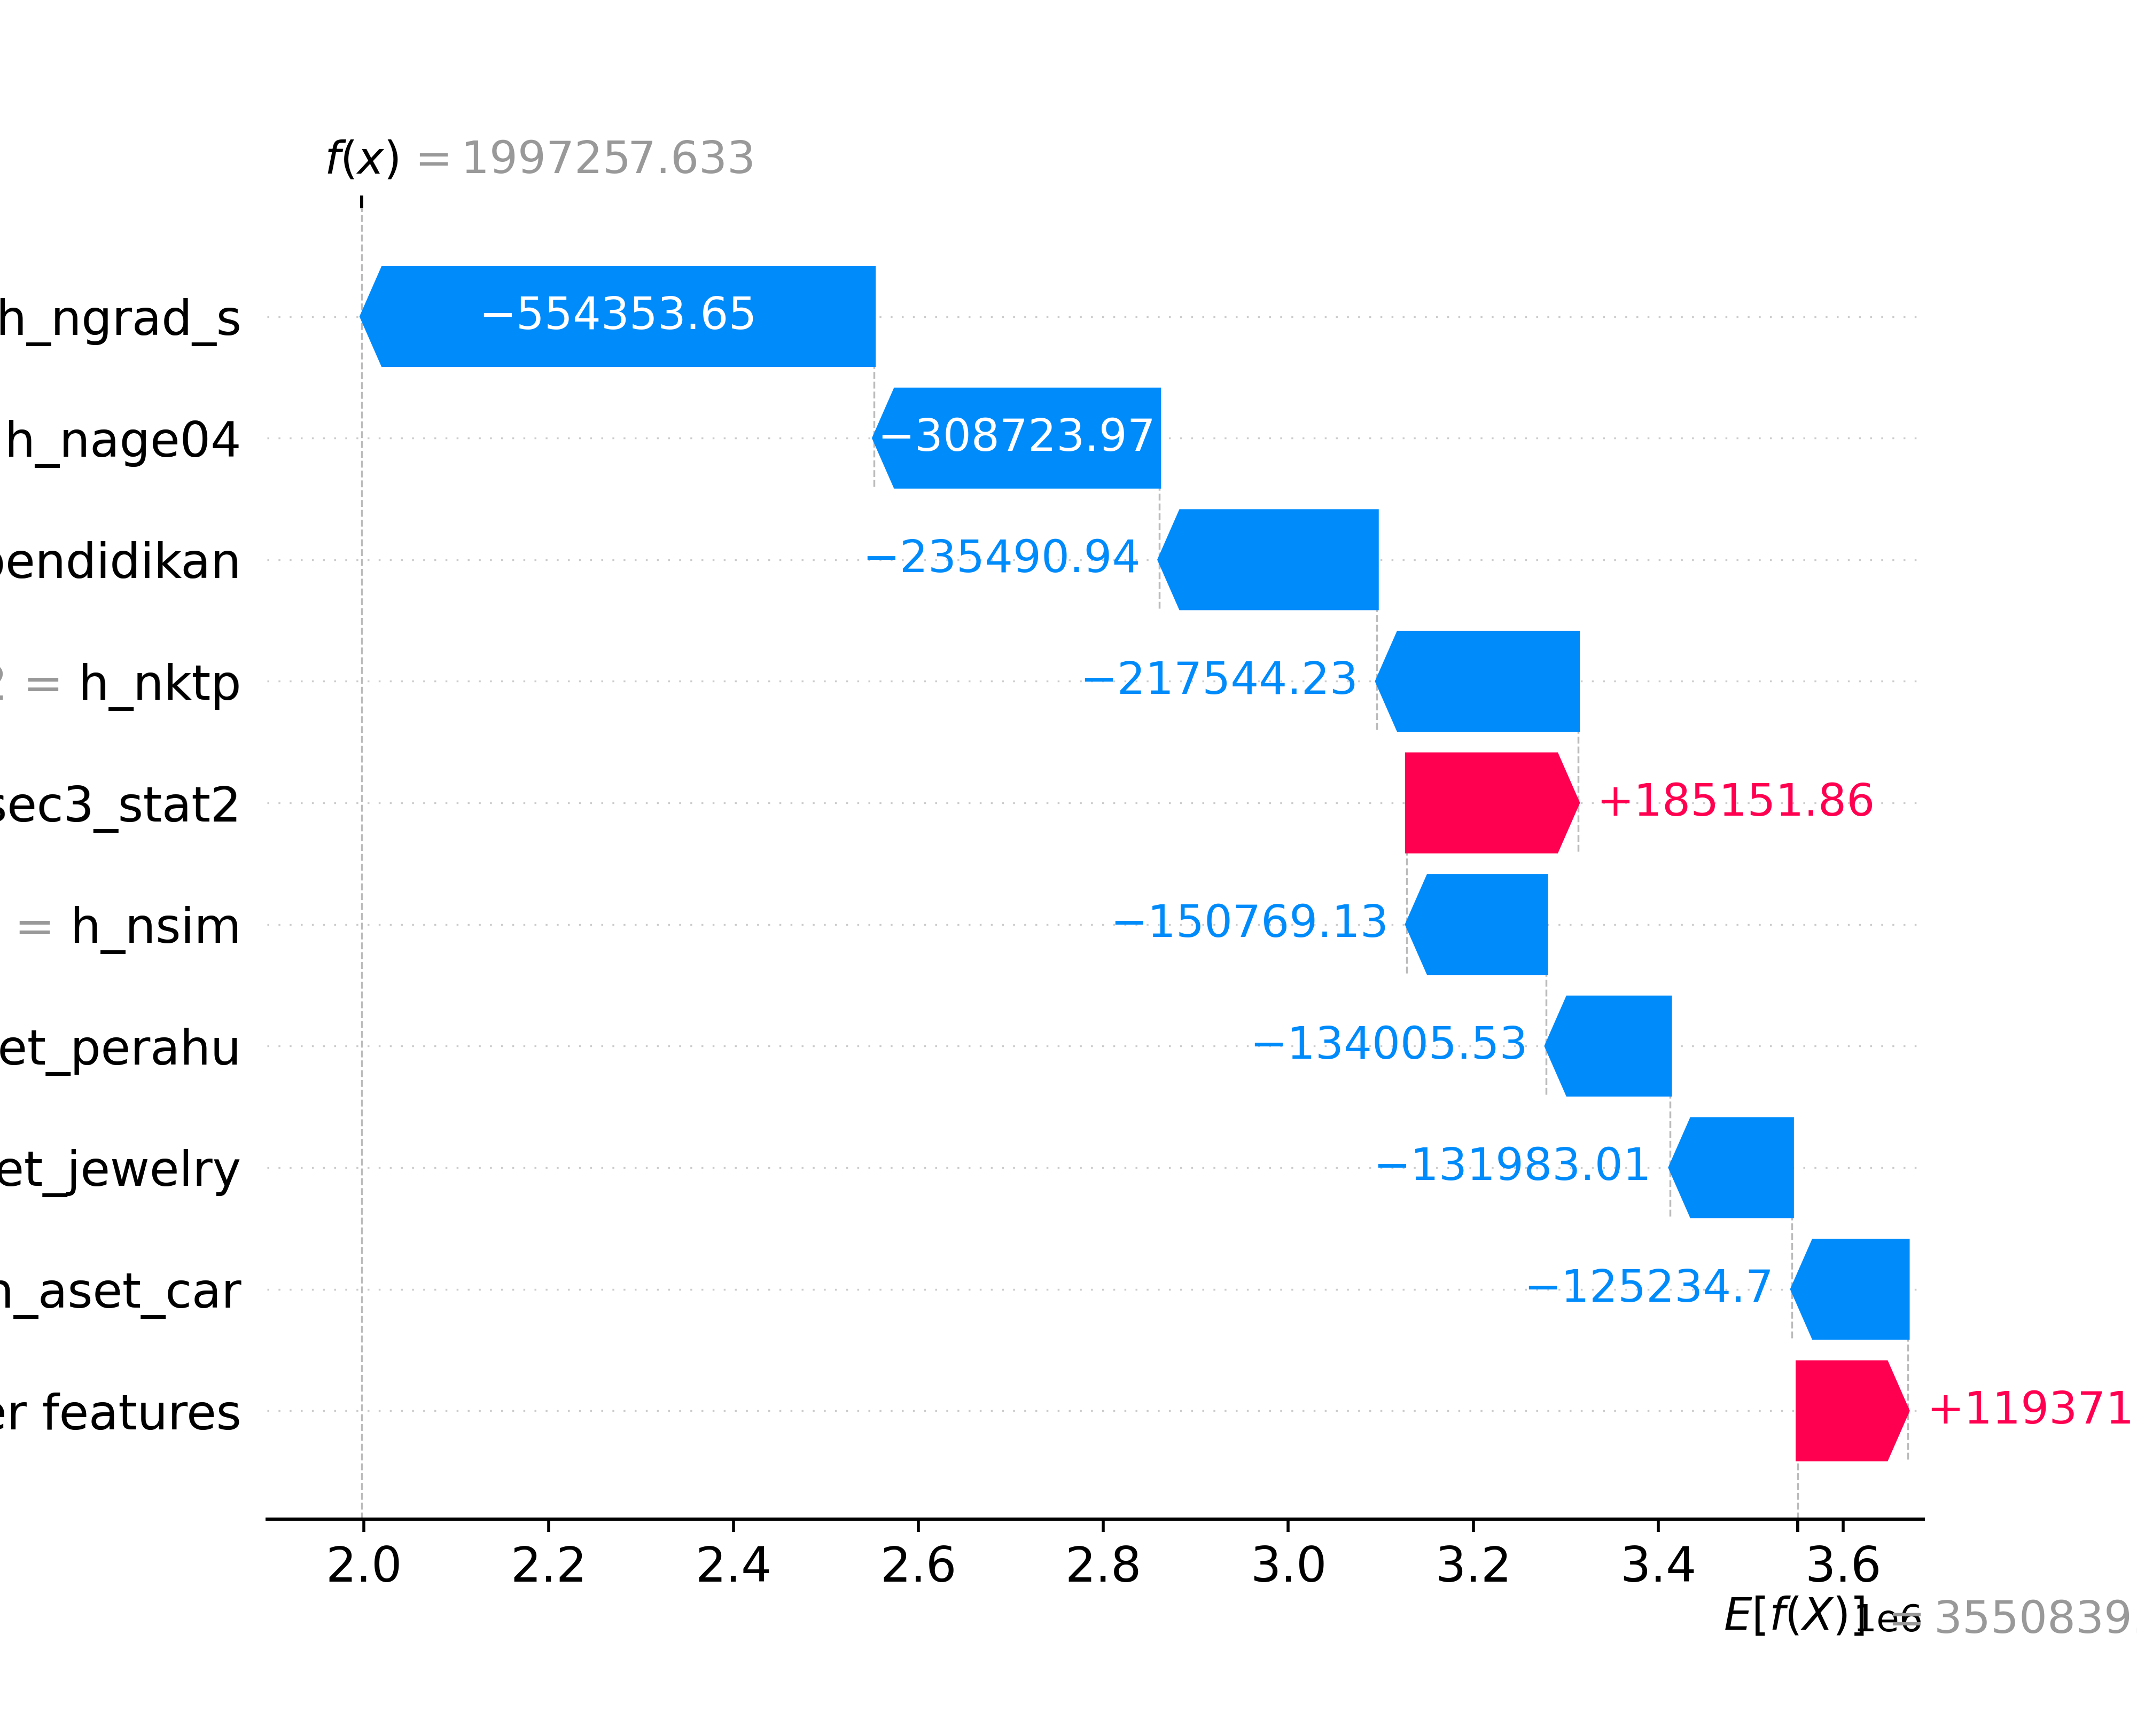 f(x) = 1997257.633
h_ngrad_s −554353.65
h_nage04 −308723.97
pendidikan −235490.94
2 = h_nktp −217544.23
sec3_stat2 +185151.86
= h_nsim −150769.13
et_perahu −134005.53
et_jewelry −131983.01
h_aset_car −125234.7
er features +119371
2.0 2.2 2.4 2.6 2.8 3.0 3.2 3.4 3.6
E[f(X)] = 3550839
1e6